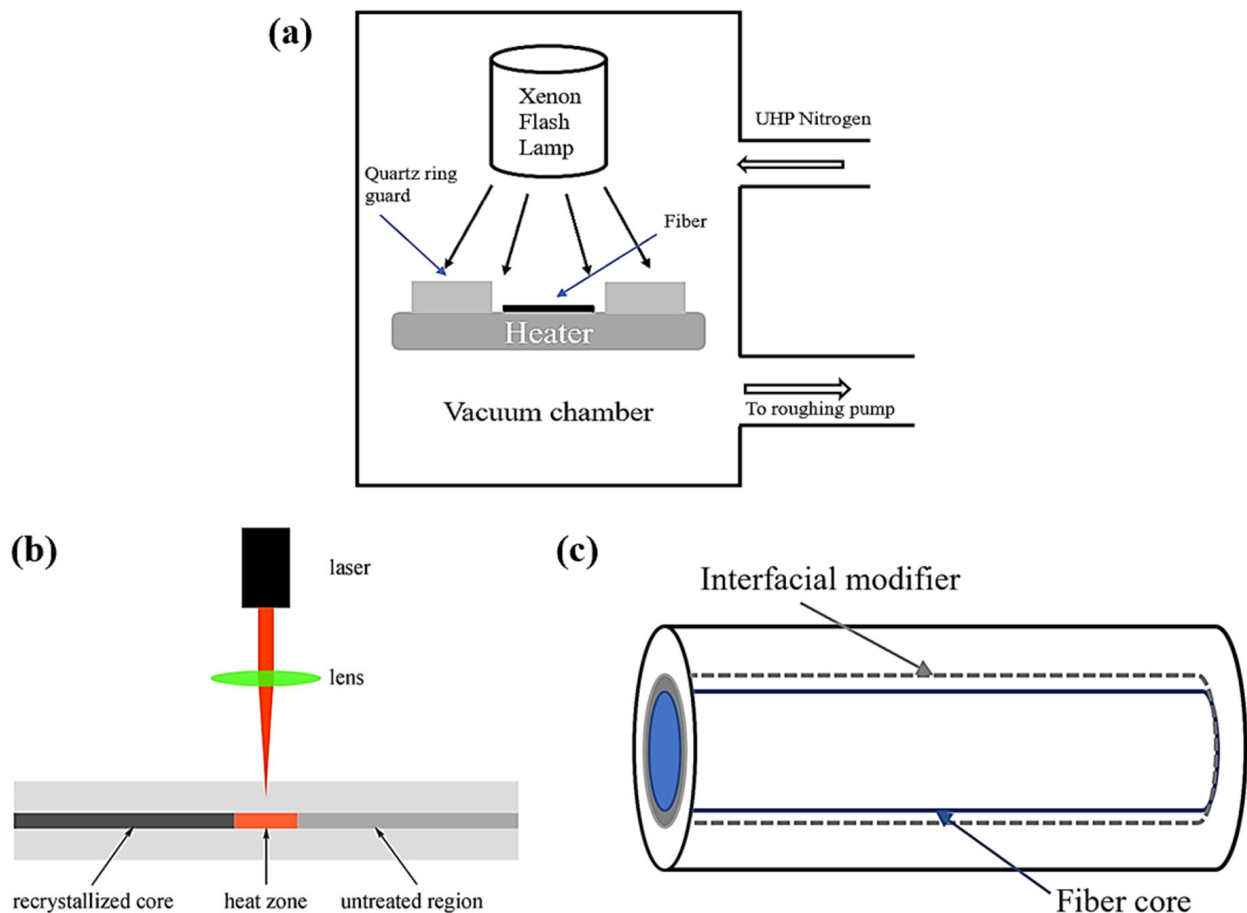 (a)
Xenon
Flash
Lamp
UHP Nitrogen
Quartz ring
guard
Fiber
Heater
Vacuum chamber
To roughing pump
(b)
laser
lens
recrystallized core
heat zone
untreated region
(c)
Interfacial modifier
Fiber core